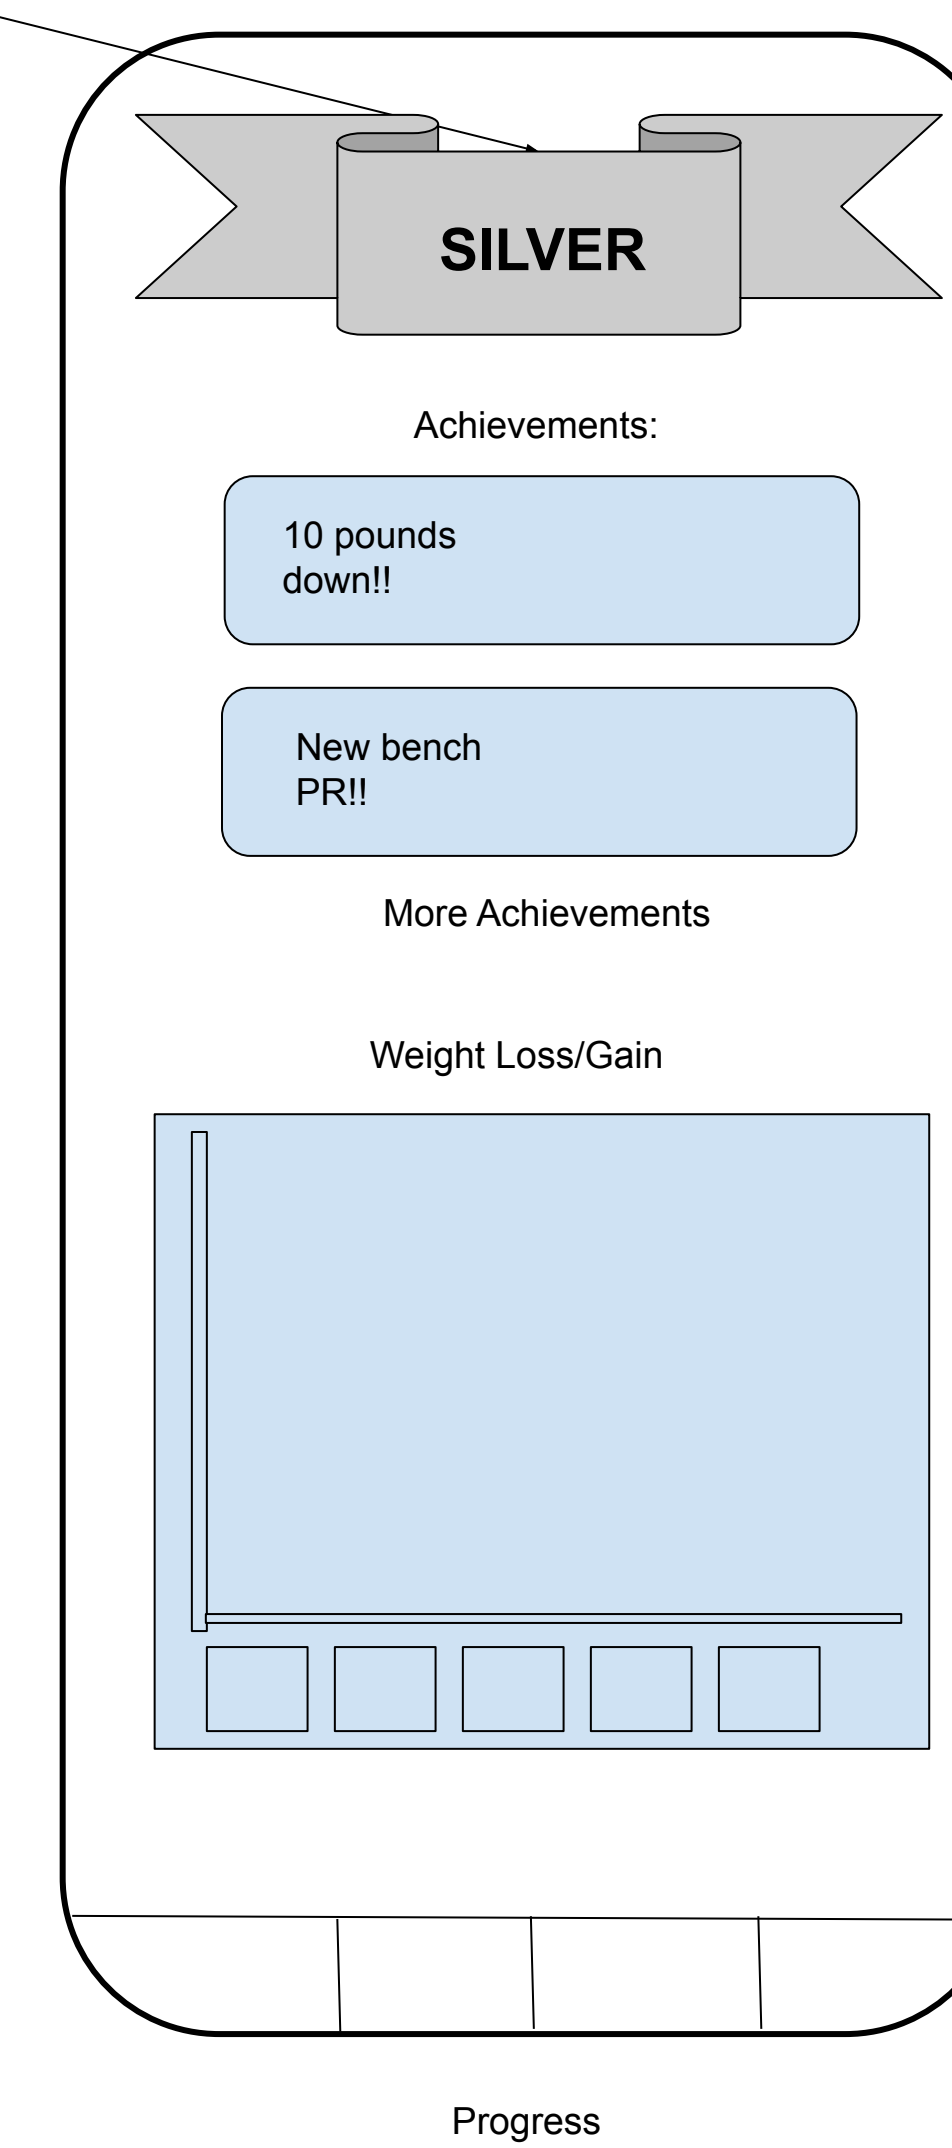 SILVER
Achievements:
10 pounds
down!!
New bench
PR!!
More Achievements
Weight Loss/Gain
Progress